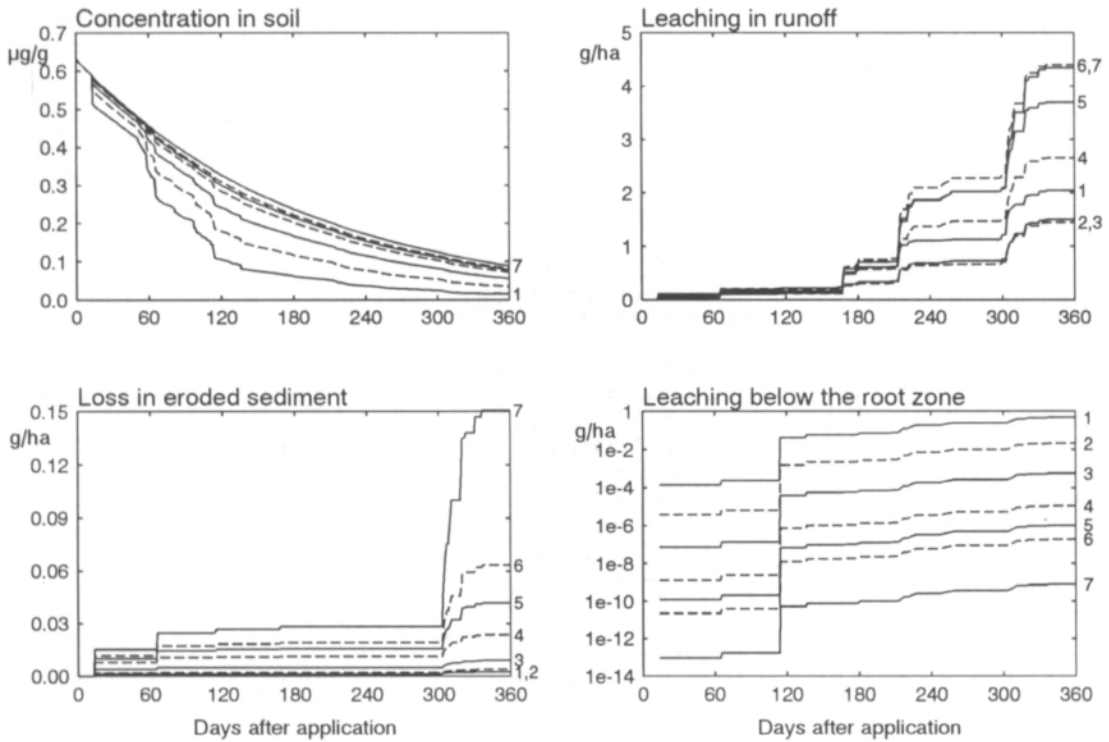 Concentration in soil
µg/g
0.7
0.6
0.5
0.4
0.3
0.2
0.1
0.0
7
1
0 60 120 180 240 300 360
Leaching in runoff
g/ha
5
4
3
2
1
0
6,7
5
4
1
2,3
0 60 120 180 240 300 360
Loss in eroded sediment
g/ha
0.15
0.12
0.09
0.06
0.03
0.00
7
6
5
4
3
1,2
0 60 120 180 240 300 360
Days after application
Leaching below the root zone
g/ha
1
1e-2
1e-4
1e-6
1e-8
1e-10
1e-12
1e-14
1
2
3
4
5
6
7
0 60 120 180 240 300 360
Days after application